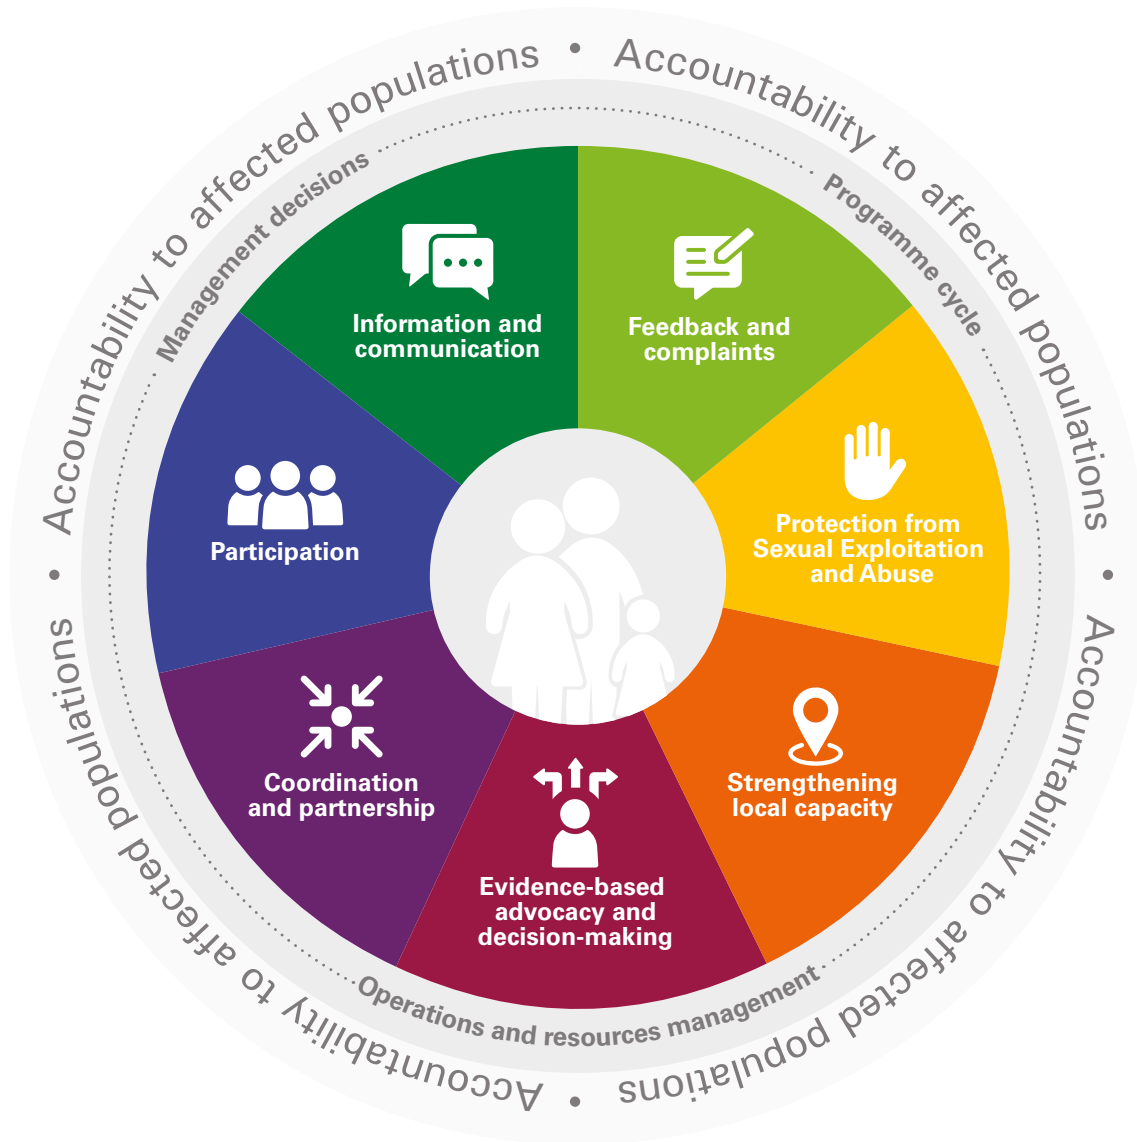 Accountability to affected populations • Accountability to affected populations • Accountability to affected populations • Accountability to affected populations •
Management decisions
Programme cycle
Operations and resources management
Information and
communication
Feedback and
complaints
Protection from
Sexual Exploitation
and Abuse
Strengthening
local capacity
Evidence-based
advocacy and
decision-making
Coordination
and partnership
Participation